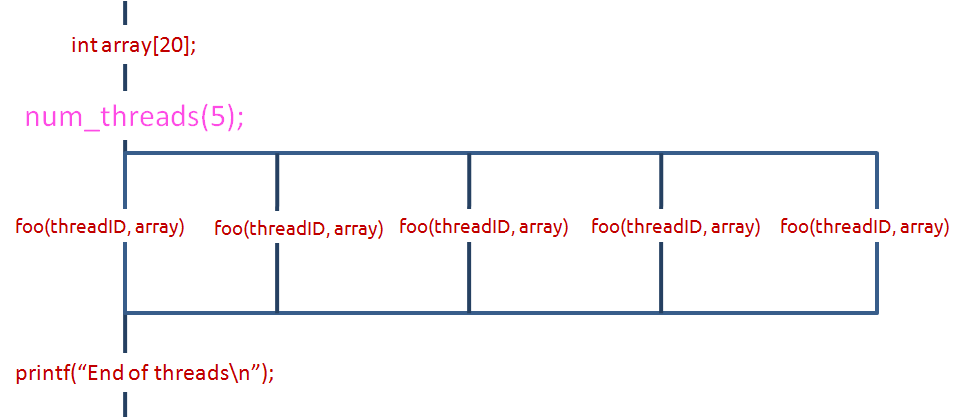 int array[20];
num_threads(5);
foo(threadID, array) foo(threadID, array) foo(threadID, array) foo(threadID, array) foo(threadID, array)
printf(“End of threads\n”);